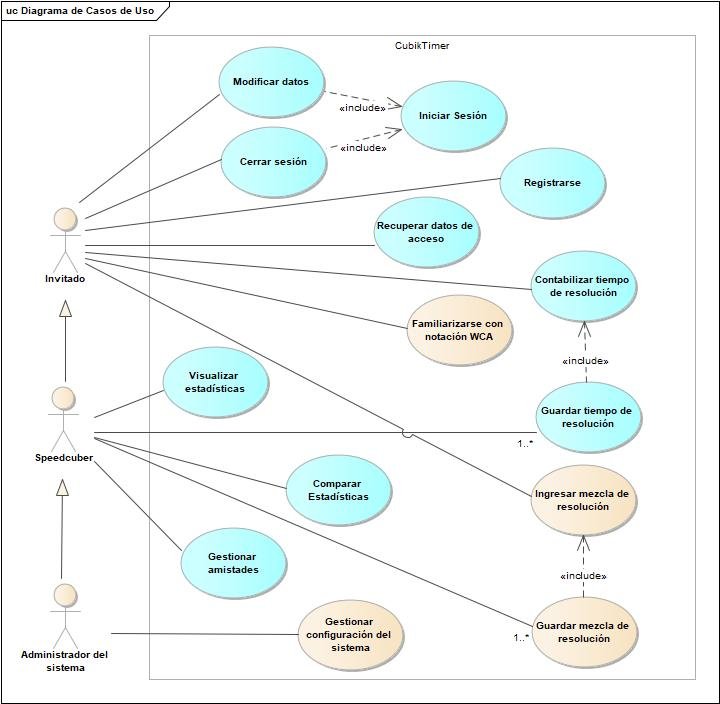 uc Diagrama de Casos de Uso
CubikTimer
Modificar datos
«include»
Iniciar Sesión
Cerrar sesión
«include»
Registrarse
Recuperar datos de
acceso
Invitado
Contabilizar tiempo
de resolución
Familiarizarse con
notación WCA
«include»
Visualizar
estadísticas
Guardar tiempo de
resolución
1..*
Speedcuber
Comparar
Estadísticas
Ingresar mezcla de
resolución
Gestionar
amistades
«include»
Gestionar
configuración del
sistema
Guardar mezcla de
resolución
1..*
Administrador del
sistema